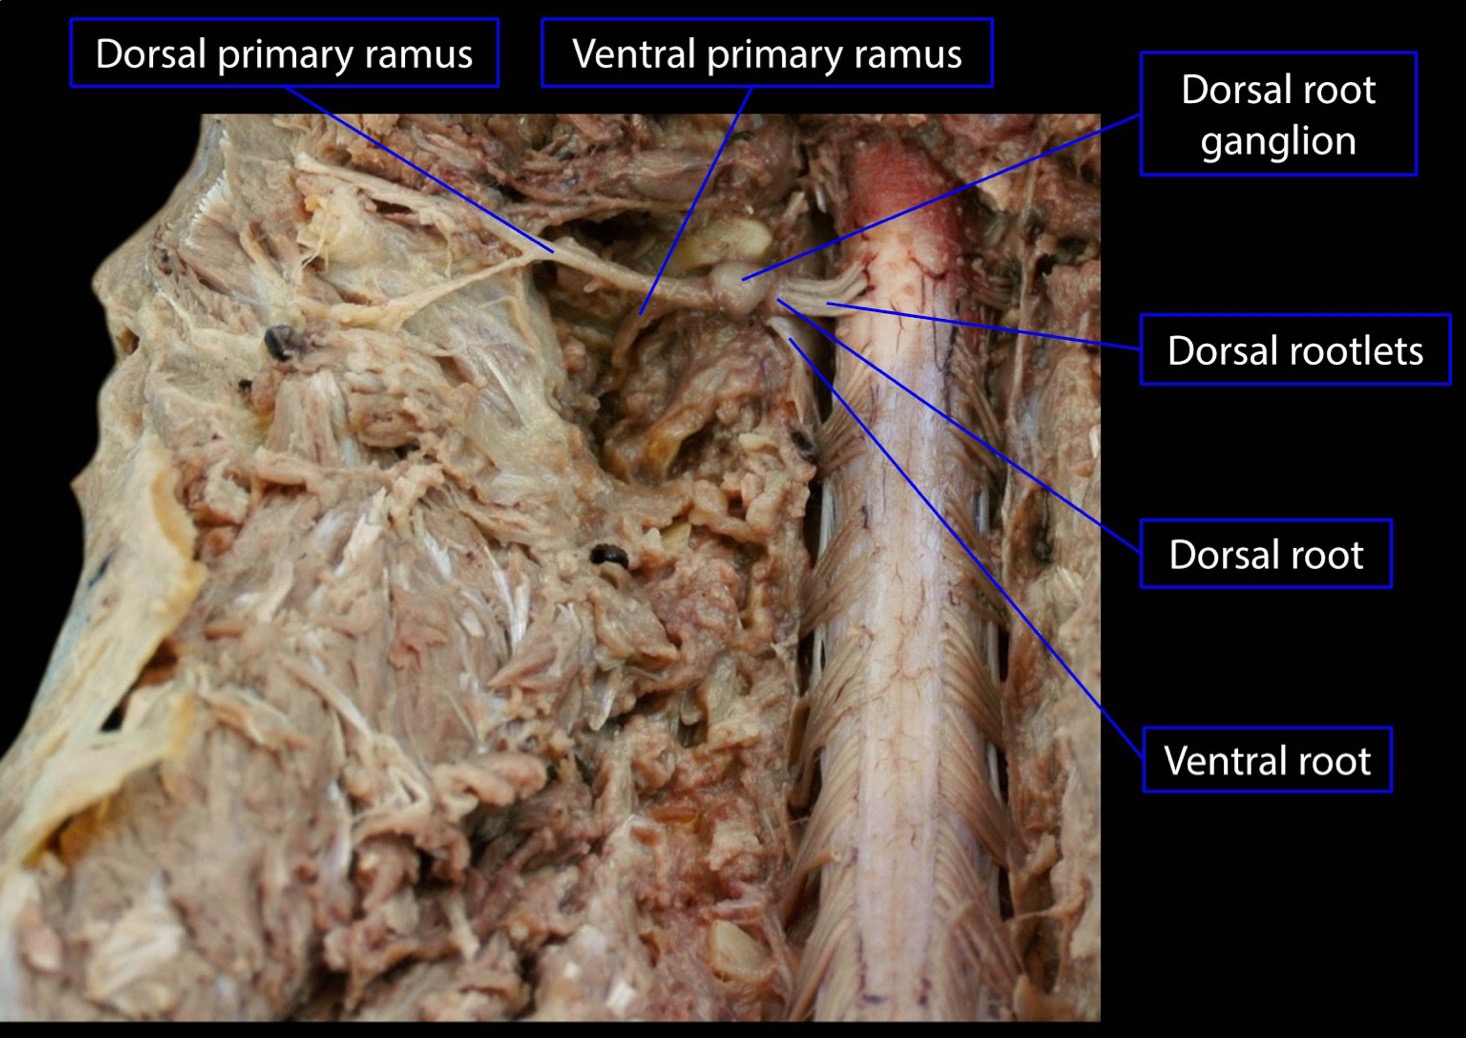 Dorsal primary ramus
Ventral primary ramus
Dorsal root
ganglion
Dorsal rootlets
Dorsal root
Ventral root